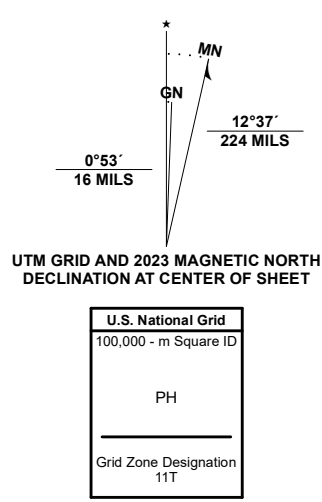 ★
MN
GN
12°37´
224 MILS
0°53´
16 MILS
UTM GRID AND 2023 MAGNETIC NORTH
DECLINATION AT CENTER OF SHEET
U.S. National Grid
100,000 - m Square ID
PH
Grid Zone Designation
11T